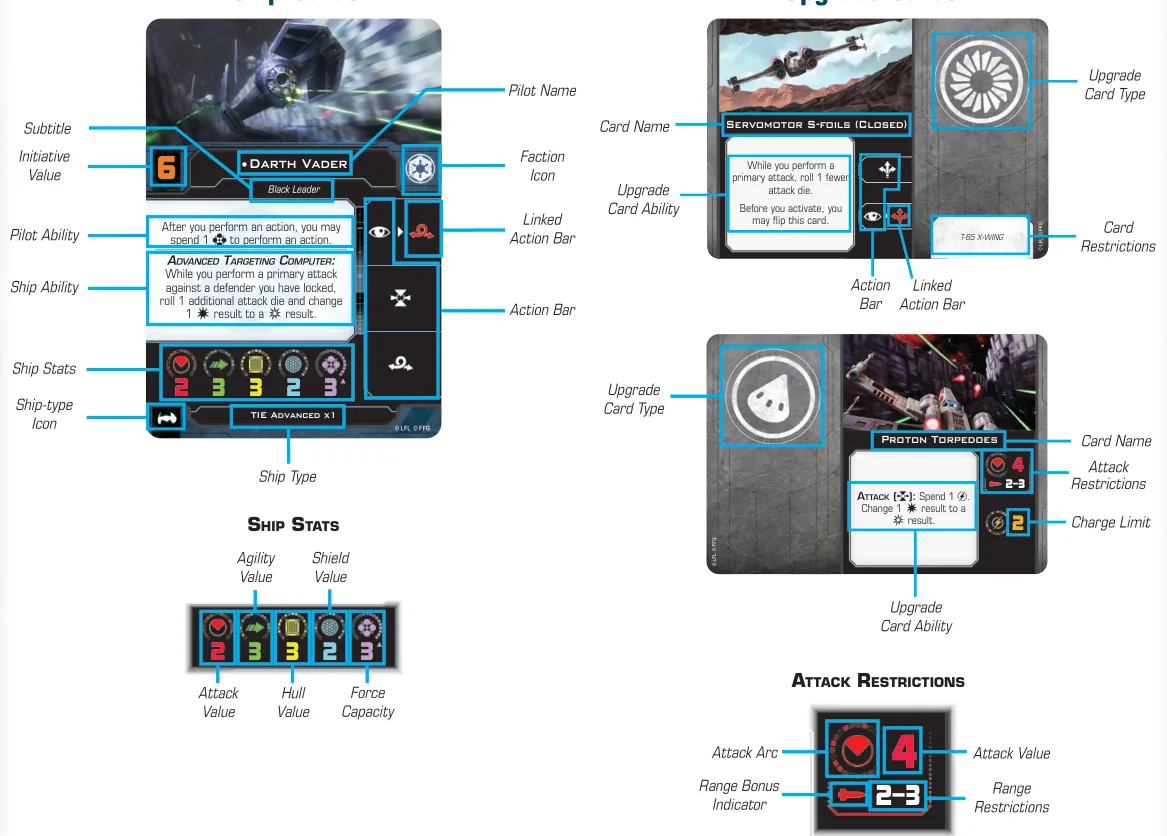 Pilot Name
Subtitle
Initiative
Value
6
•Darth Vader
Black Leader
Faction
Icon
Pilot Ability
After you perform an action, you may
spend 1 to perform an action.
Linked
Action Bar
Ship Ability
Advanced Targeting Computer:
While you perform a primary attack
against a defender you have locked,
roll 1 additional attack die and change
1 result to a result.
Action Bar
Ship Stats
2 3 3 2 3
Ship-type
Icon
TIE Advanced x1
©LFL ©FFG
Ship Type
Ship Stats
Agility
Value
Shield
Value
2 3 3 2 3
Attack
Value
Hull
Value
Force
Capacity
Upgrade
Card Type
Card Name
Servomotor S-foils (Closed)
Upgrade
Card Ability
While you perform a
primary attack, roll 1 fewer
attack die.
Before you activate, you
may flip this card.
T-65 X-WING
©LFL ©FFG
Card
Restrictions
Action
Bar
Linked
Action Bar
Upgrade
Card Type
Proton Torpedoes
Card Name
4
2–3
Attack
Restrictions
Attack ( ): Spend 1 .
Change 1 result to a
result.
2
Charge Limit
©LFL ©FFG
Upgrade
Card Ability
Attack Restrictions
Attack Arc
4
Attack Value
Range Bonus
Indicator
2–3
Range
Restrictions